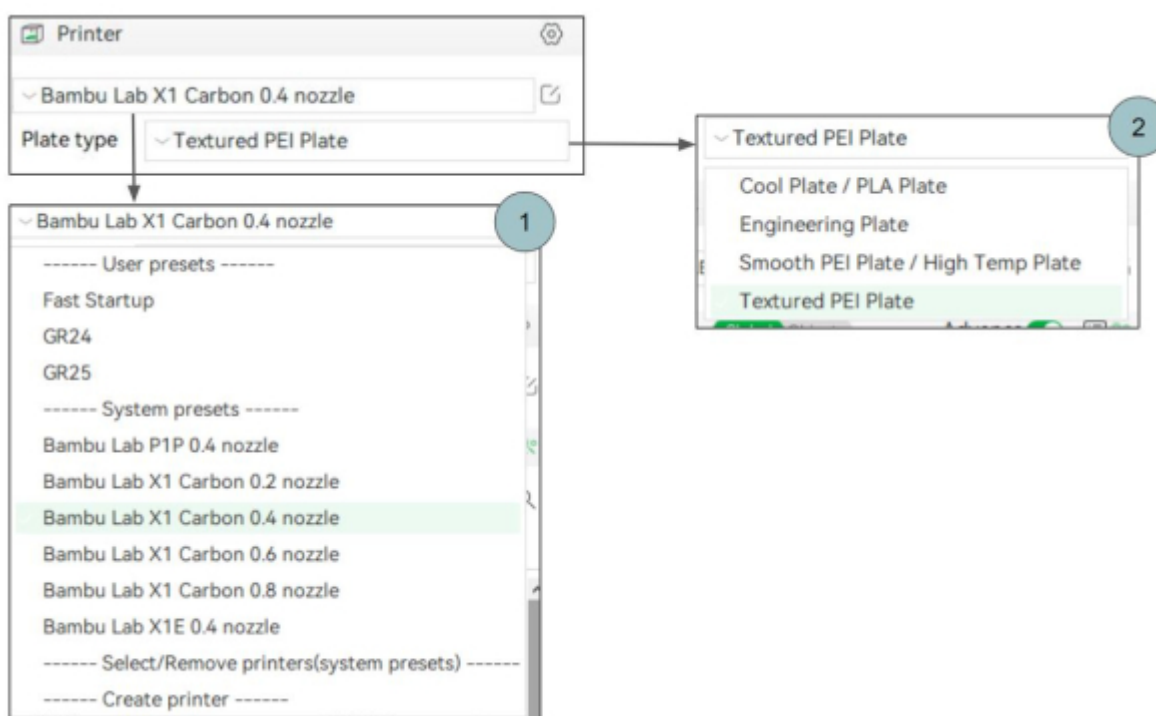 Printer
Bambu Lab X1 Carbon 0.4 nozzle
Plate type
Textured PEI Plate
1
Bambu Lab X1 Carbon 0.4 nozzle
------ User presets ------
Fast Startup
GR24
GR25
------ System presets ------
Bambu Lab P1P 0.4 nozzle
Bambu Lab X1 Carbon 0.2 nozzle
Bambu Lab X1 Carbon 0.4 nozzle
Bambu Lab X1 Carbon 0.6 nozzle
Bambu Lab X1 Carbon 0.8 nozzle
Bambu Lab X1E 0.4 nozzle
------ Select/Remove printers(system presets) ------
------ Create printer ------
2
Textured PEI Plate
Cool Plate / PLA Plate
Engineering Plate
Smooth PEI Plate / High Temp Plate
Textured PEI Plate